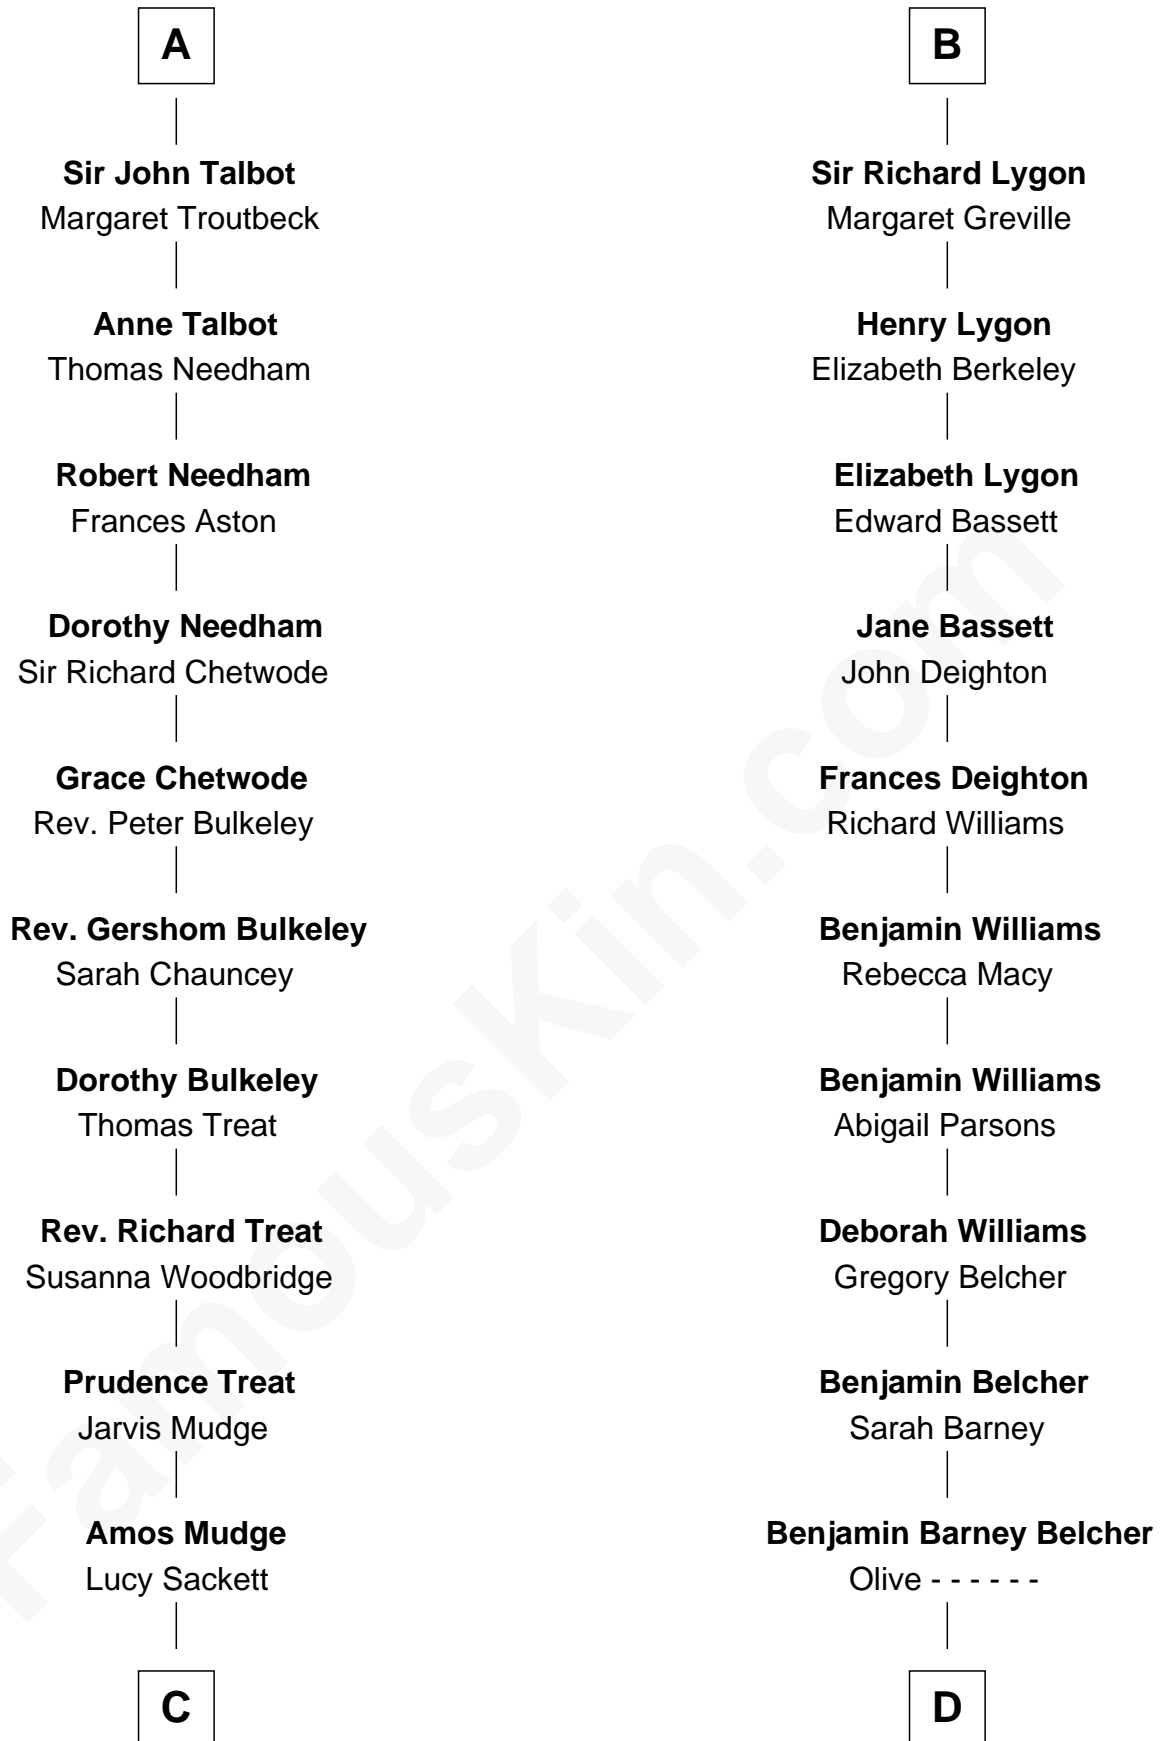 A
Sir John Talbot
Margaret Troutbeck
Anne Talbot
Thomas Needham
Robert Needham
Frances Aston
Dorothy Needham
Sir Richard Chetwode
Grace Chetwode
Rev. Peter Bulkeley
Rev. Gershom Bulkeley
Sarah Chauncey
Dorothy Bulkeley
Thomas Treat
Rev. Richard Treat
Susanna Woodbridge
Prudence Treat
Jarvis Mudge
Amos Mudge
Lucy Sackett
C
B
Sir Richard Lygon
Margaret Greville
Henry Lygon
Elizabeth Berkeley
Elizabeth Lygon
Edward Bassett
Jane Bassett
John Deighton
Frances Deighton
Richard Williams
Benjamin Williams
Rebecca Macy
Benjamin Williams
Abigail Parsons
Deborah Williams
Gregory Belcher
Benjamin Belcher
Sarah Barney
Benjamin Barney Belcher
Olive - - - - - -
D
FamousKin.com